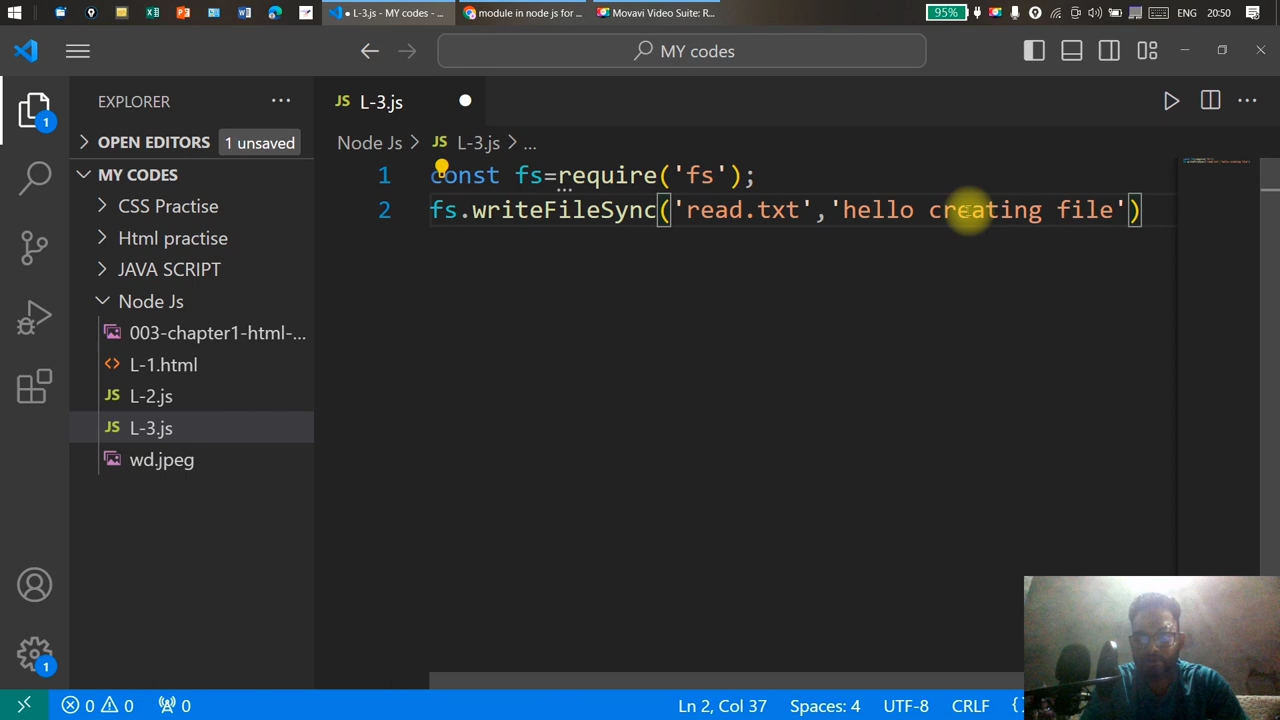 L-3.js - MY codes - ...
module in node js for ...
Movavi Video Suite: R...
95%
ENG
20:50
MY codes
EXPLORER
L-3.js
OPEN EDITORS
1 unsaved
Node Js > JS L-3.js > ...
MY CODES
1 const fs=require('fs');
CSS Practise
2 fs.writeFileSync('read.txt','hello creating file')
Html practise
JAVA SCRIPT
Node Js
003-chapter1-html-...
L-1.html
JS L-2.js
JS L-3.js
wd.jpeg
0 0 0
Ln 2, Col 37
Spaces: 4
UTF-8
CRLF
{